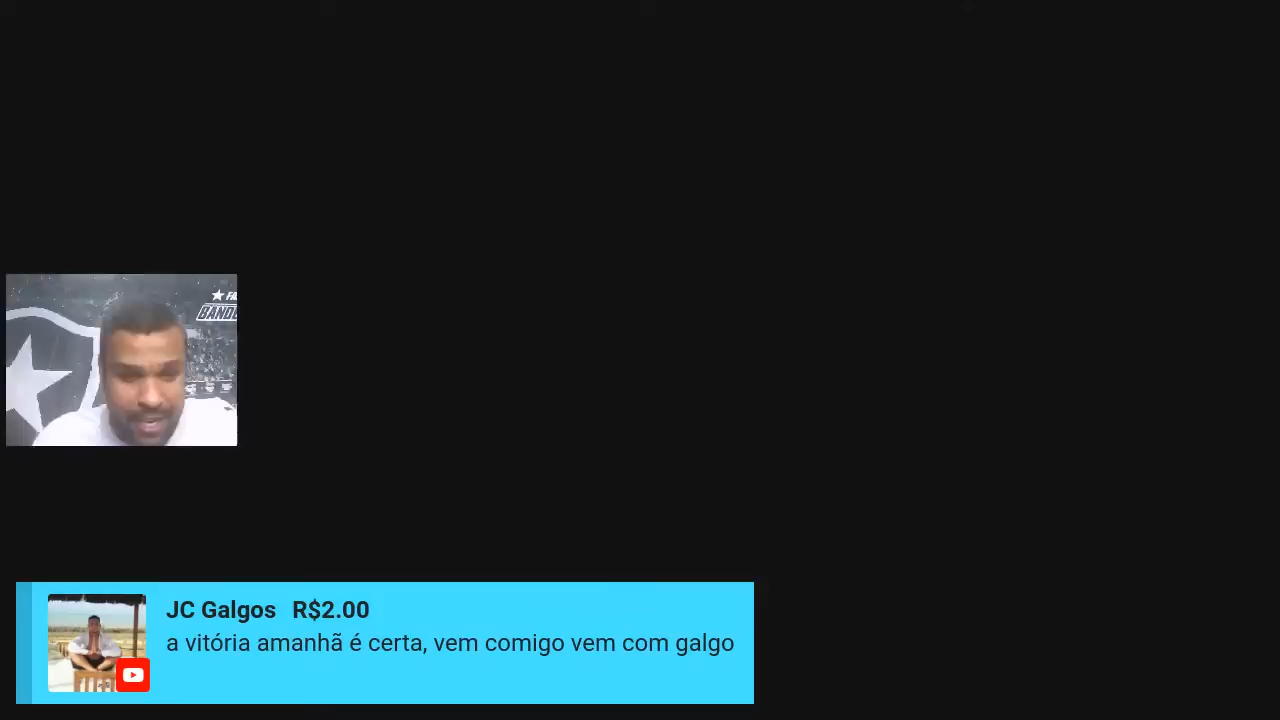 JC Galgos R$2.00
a vitória amanhã é certa, vem comigo vem com galgo